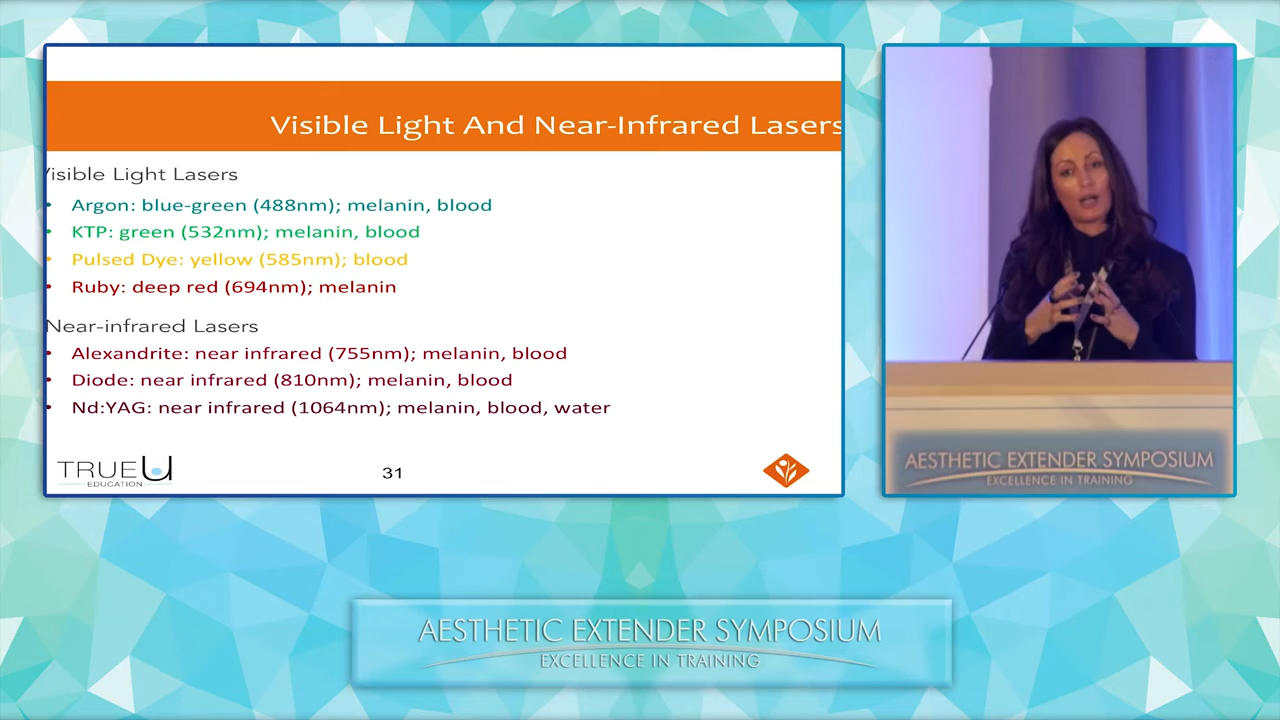 Visible Light And Near-Infrared Lasers
isible Light Lasers
• Argon: blue-green (488nm); melanin, blood
• KTP: green (532nm); melanin, blood
• Pulsed Dye: yellow (585nm); blood
• Ruby: deep red (694nm); melanin
Near-infrared Lasers
• Alexandrite: near infrared (755nm); melanin, blood
• Diode: near infrared (810nm); melanin, blood
• Nd:YAG: near infrared (1064nm); melanin, blood, water
TRUEU
EDUCATION
31
AESTHETIC EXTENDER SYMPOSIUM
EXCELLENCE IN TRAINING
AESTHETIC EXTENDER SYMPOSIUM
EXCELLENCE IN TRAINING